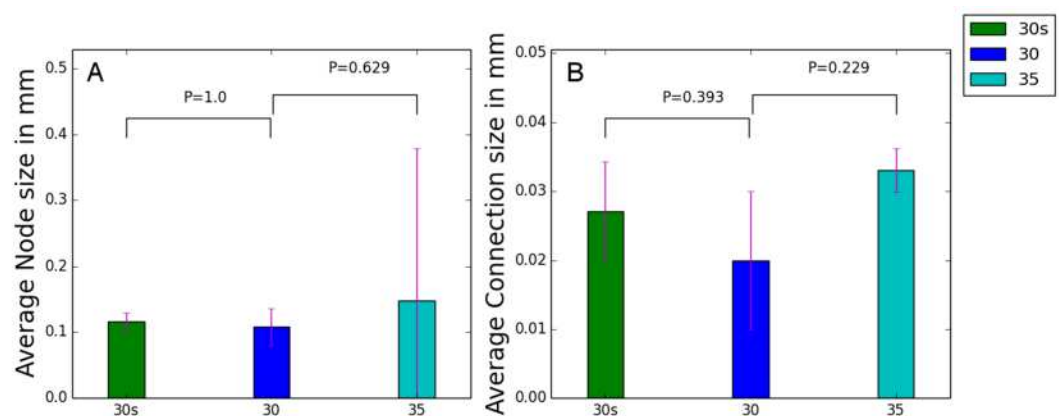 A
P=1.0
P=0.629
Average Node size in mm
0.5
0.4
0.3
0.2
0.1
0.0
30s
30
35
B
P=0.393
P=0.229
Average Connection size in mm
0.05
0.04
0.03
0.02
0.01
0.00
30s
30
35
30s
30
35